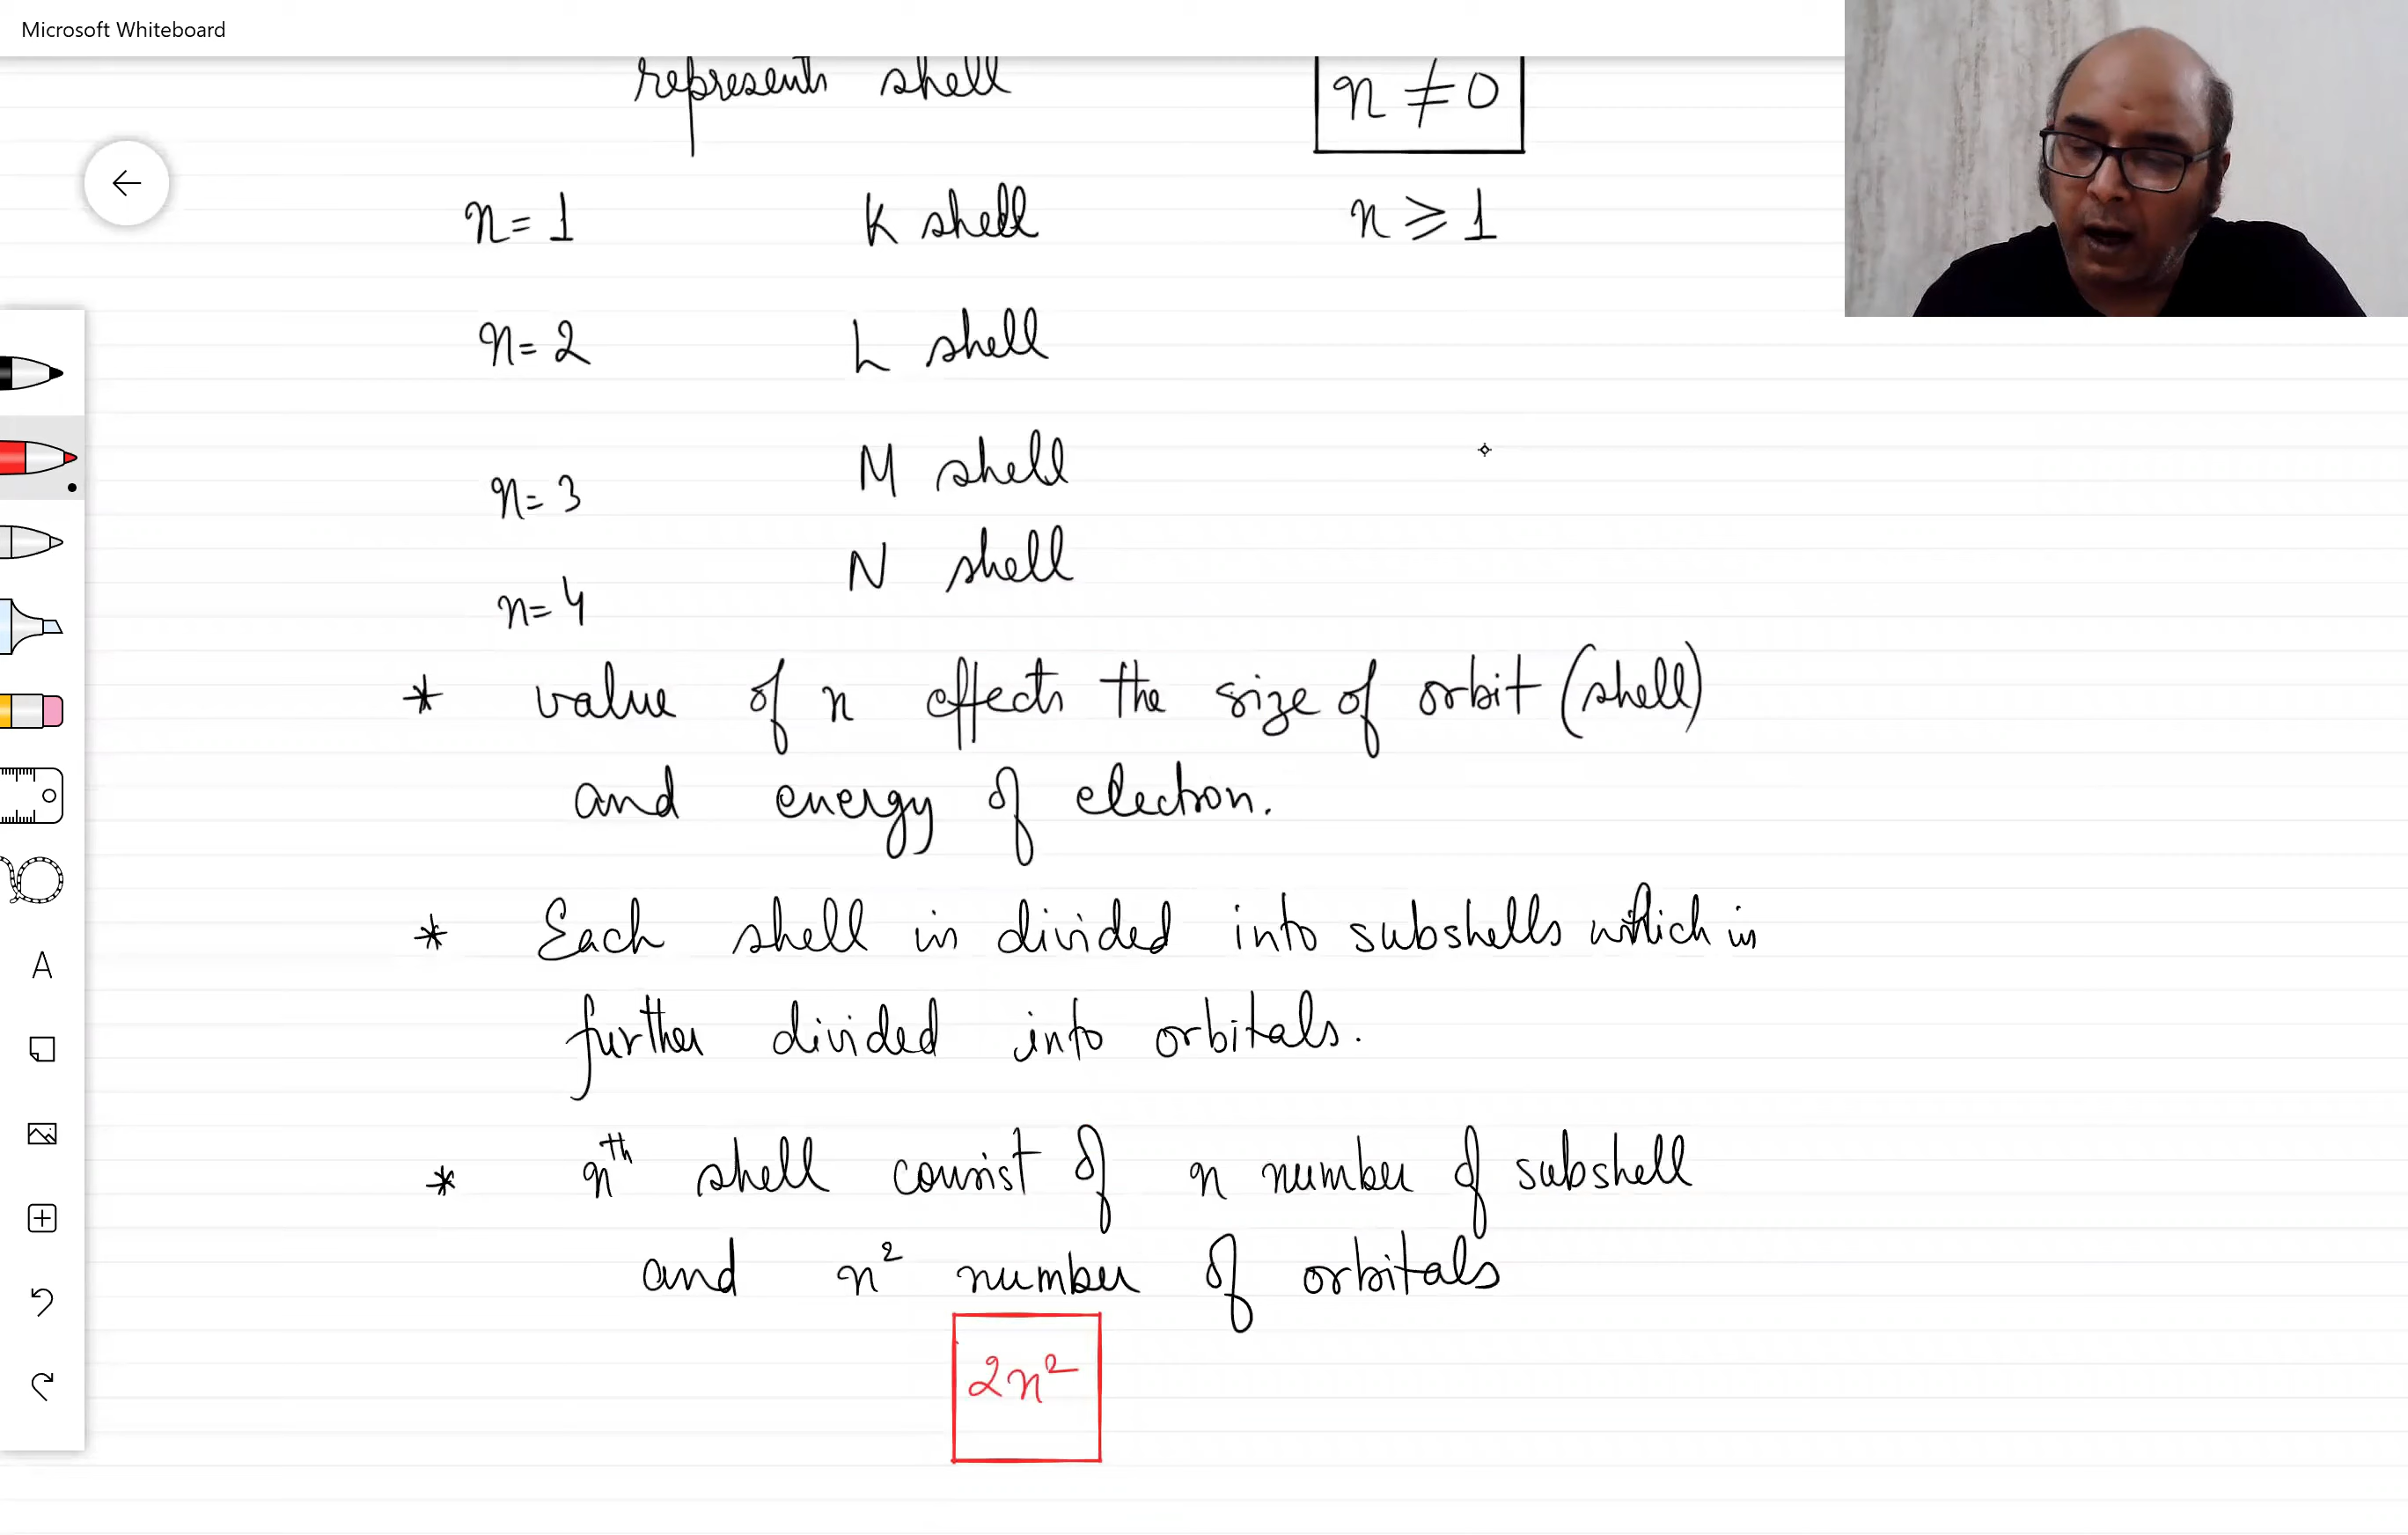 Microsoft Whiteboard
represents shell n ≠ 0
n = 1 K shell n ⩾ 1
n = 2 L shell
n = 3 M shell
n = 4 N shell
* value of n effects the size of orbit (shell)
and energy of electron.
* Each shell is divided into subshells which is
further divided into orbitals.
* nth shell consist of n number of subshell
and n² number of orbitals
2n²
A